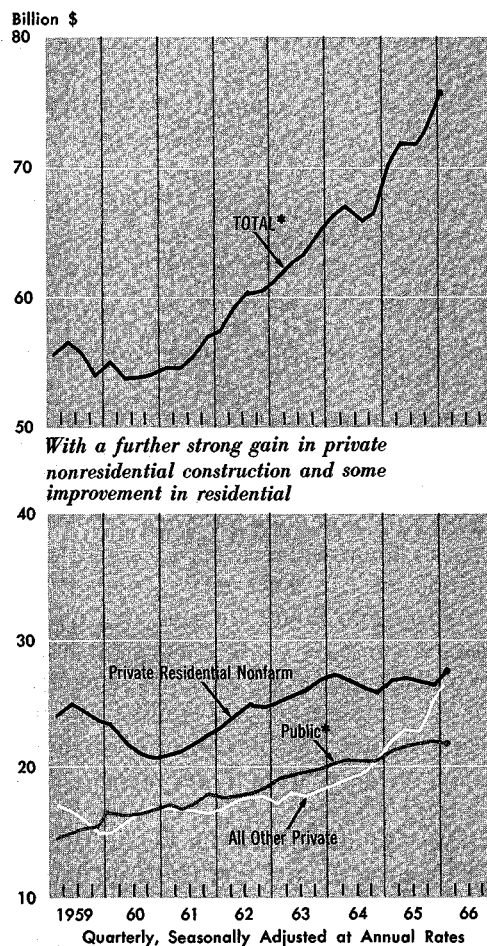 Billion $
80
70
TOTAL*
60
50
With a further strong gain in private
nonresidential construction and some
improvement in residential
40
30
Private Residential Nonfarm
Public*
20
All Other Private
10
1959 60 61 62 63 64 65 66
Quarterly, Seasonally Adjusted at Annual Rates